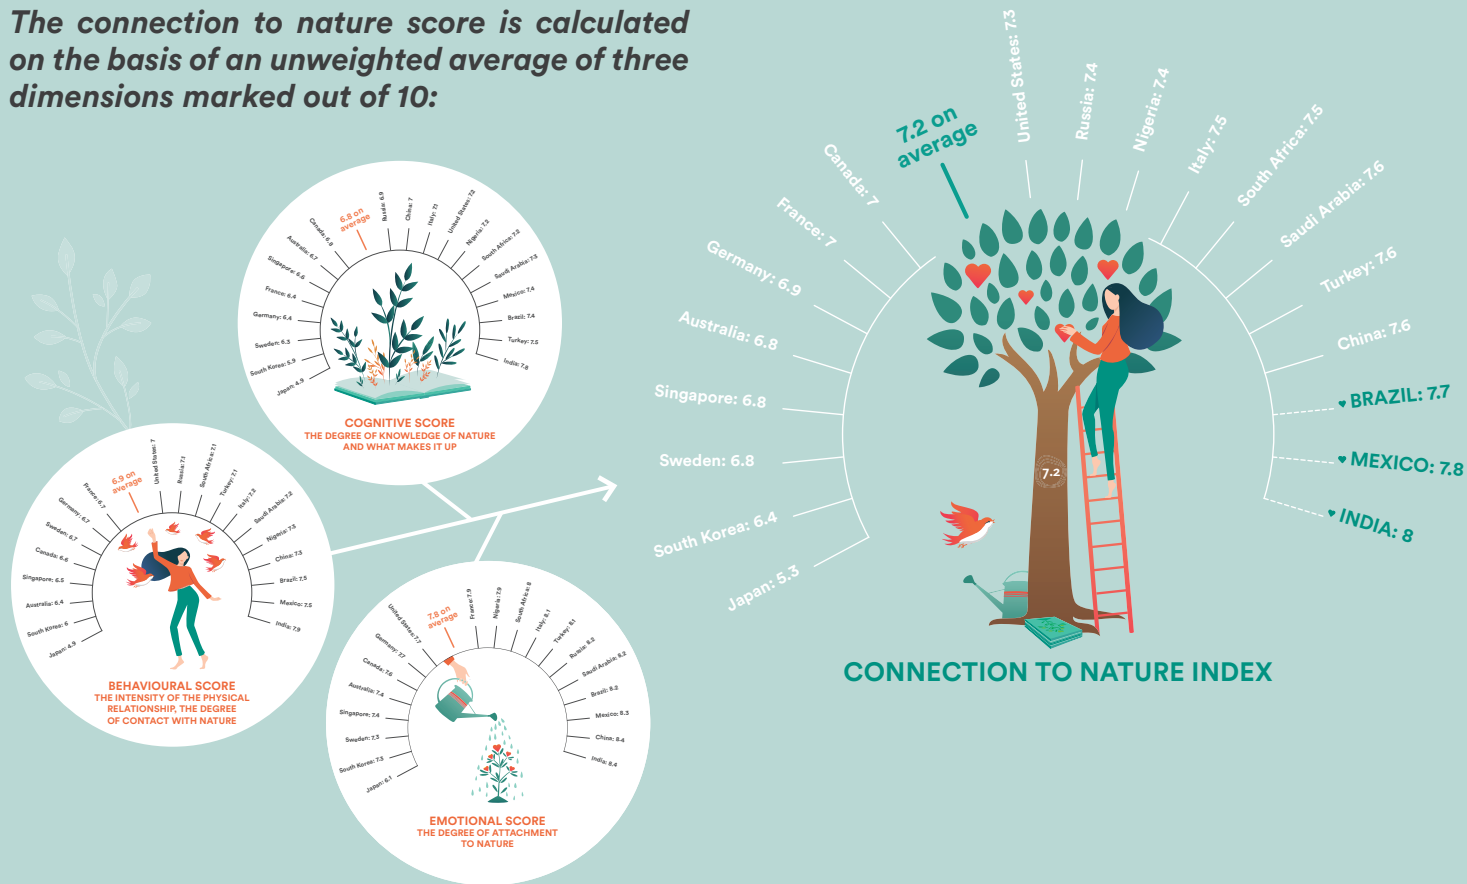 The connection to nature score is calculated
on the basis of an unweighted average of three
dimensions marked out of 10:
Japan: 4.9
South Korea: 5.9
Sweden: 6.3
Germany: 6.4
France: 6.4
Singapore: 6.6
Australia: 6.7
Canada: 6.8
6.8 on
average
Russia: 6.9
China: 7
Italy: 7.1
United States: 7.2
Nigeria: 7.2
South Africa: 7.2
Saudi Arabia: 7.3
Mexico: 7.4
Brazil: 7.4
Turkey: 7.5
India: 7.8
COGNITIVE SCORE
THE DEGREE OF KNOWLEDGE OF NATURE
AND WHAT MAKES IT UP
Japan: 4.9
South Korea: 6
Australia: 6.4
Singapore: 6.5
Canada: 6.6
Sweden: 6.7
Germany: 6.7
France: 6.7
6.9 on
average
United States: 7
Russia: 7.1
South Africa: 7.1
Turkey: 7.1
Italy: 7.2
Saudi Arabia: 7.2
Nigeria: 7.3
China: 7.5
Brazil: 7.5
Mexico: 7.5
India: 7.9
BEHAVIOURAL SCORE
THE INTENSITY OF THE PHYSICAL
RELATIONSHIP, THE DEGREE
OF CONTACT WITH NATURE
Japan: 6.1
South Korea: 7.3
Sweden: 7.3
Singapore: 7.4
Australia: 7.4
Canada: 7.6
Germany: 7.7
United States: 7.7
7.8 on
average
France: 7.9
Nigeria: 7.9
South Africa: 8
Italy: 8.1
Turkey: 8.1
Russia: 8.2
Saudi Arabia: 8.2
Brazil: 8.2
Mexico: 8.3
China: 8.4
India: 8.4
EMOTIONAL SCORE
THE DEGREE OF ATTACHMENT
TO NATURE
Japan: 5.3
South Korea: 6.4
Sweden: 6.8
Singapore: 6.8
Australia: 6.8
Germany: 6.9
France: 7
Canada: 7
7.2 on
average
United States: 7.3
Russia: 7.4
Nigeria: 7.4
Italy: 7.5
South Africa: 7.5
Saudi Arabia: 7.6
Turkey: 7.6
China: 7.6
BRAZIL: 7.7
MEXICO: 7.8
INDIA: 8
7.2
CONNECTION TO NATURE INDEX